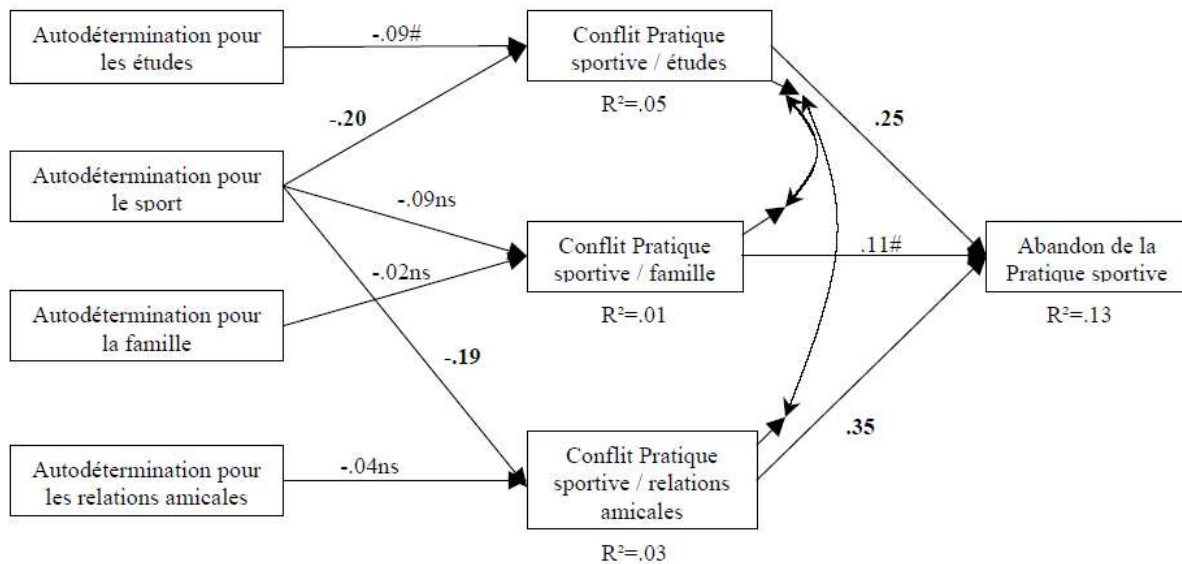 Autodétermination pour
les études
-.09#
Conflit Pratique
sportive / études
R²=.05
-.20
.25
Autodétermination pour
le sport
-.09ns
Conflit Pratique
sportive / famille
R²=.01
.11#
Abandon de la
Pratique sportive
R²=.13
-.02ns
Autodétermination pour
la famille
-.19
.35
Autodétermination pour
les relations amicales
-.04ns
Conflit Pratique
sportive / relations
amicales
R²=.03